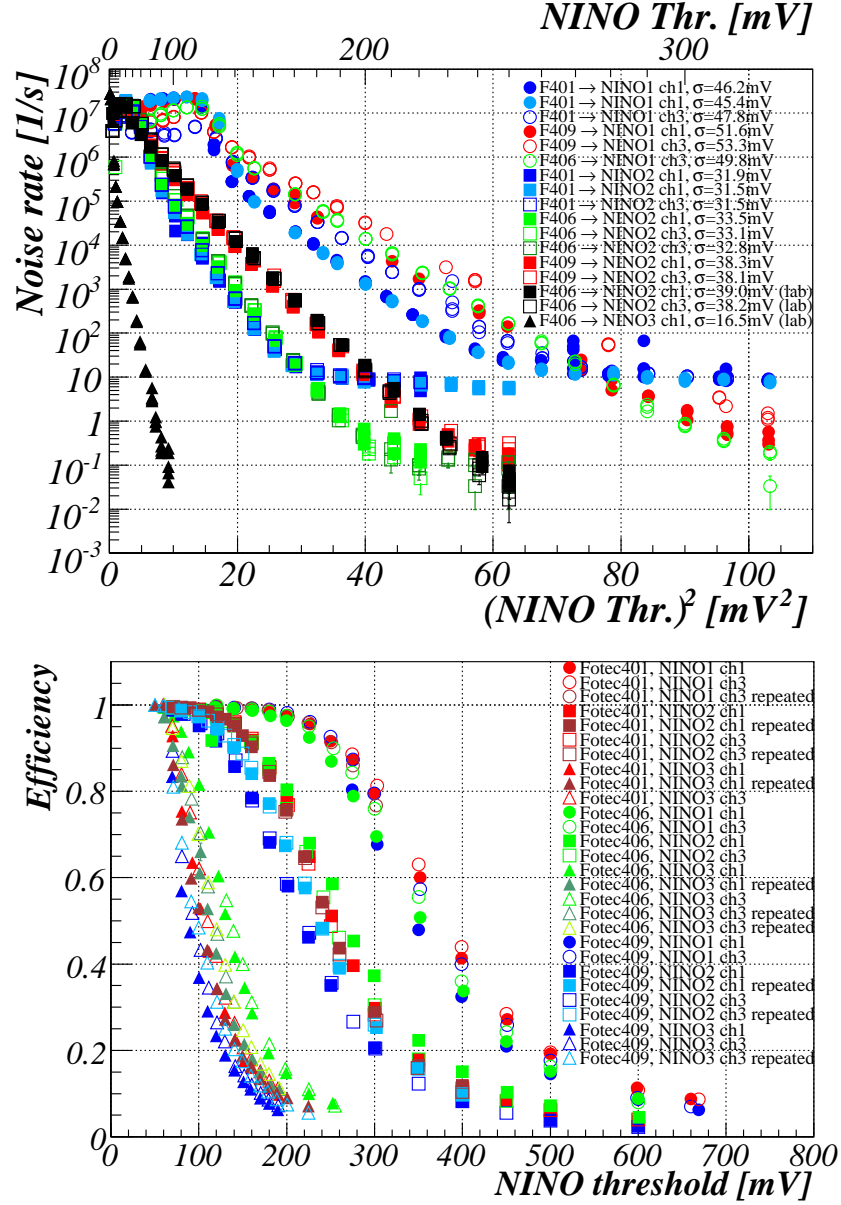 NINO Thr. [mV]
0 100 200 300
Noise rate [1/s]
10^8
10^7
10^6
10^5
10^4
10^3
10^2
10
1
10^-1
10^-2
10^-3
F401→ NINO1 ch1, σ=46.2mV
F401→ NINO1 ch1, σ=45.4mV
F401→ NINO1 ch3, σ=47.8mV
F409→ NINO1 ch1, σ=51.6mV
F409→ NINO1 ch3, σ=53.3mV
F406→ NINO1 ch3, σ=49.8mV
F401→ NINO2 ch1, σ=31.9mV
F401→ NINO2 ch1, σ=31.5mV
F401→ NINO2 ch3, σ=31.5mV
F406→ NINO2 ch1, σ=33.5mV
F406→ NINO2 ch3, σ=33.1mV
F406→ NINO2 ch3, σ=32.8mV
F409→ NINO2 ch1, σ=38.3mV
F409→ NINO2 ch3, σ=38.1mV
F406→ NINO2 ch1, σ=39.0mV (lab)
F406→ NINO2 ch3, σ=38.2mV (lab)
F406→ NINO3 ch1, σ=16.5mV (lab)
0 20 40 60 80 100
(NINO Thr.)^2 [mV^2]
Efficiency
1
0.8
0.6
0.4
0.2
0
Fotec401, NINO1 ch1
Fotec401, NINO1 ch3
Fotec401, NINO1 ch3 repeated
Fotec401, NINO2 ch1
Fotec401, NINO2 ch1 repeated
Fotec401, NINO2 ch3
Fotec401, NINO2 ch3 repeated
Fotec401, NINO3 ch1
Fotec401, NINO3 ch1 repeated
Fotec401, NINO3 ch3
Fotec406, NINO1 ch1
Fotec406, NINO1 ch3
Fotec406, NINO2 ch1
Fotec406, NINO2 ch3
Fotec406, NINO3 ch1
Fotec406, NINO3 ch1 repeated
Fotec406, NINO3 ch3
Fotec406, NINO3 ch3 repeated
Fotec406, NINO3 ch3 repeated
Fotec409, NINO1 ch1
Fotec409, NINO1 ch3
Fotec409, NINO2 ch1
Fotec409, NINO2 ch1 repeated
Fotec409, NINO2 ch3
Fotec409, NINO2 ch3 repeated
Fotec409, NINO3 ch1
Fotec409, NINO3 ch3
Fotec409, NINO3 ch3 repeated
0 100 200 300 400 500 600 700 800
NINO threshold [mV]